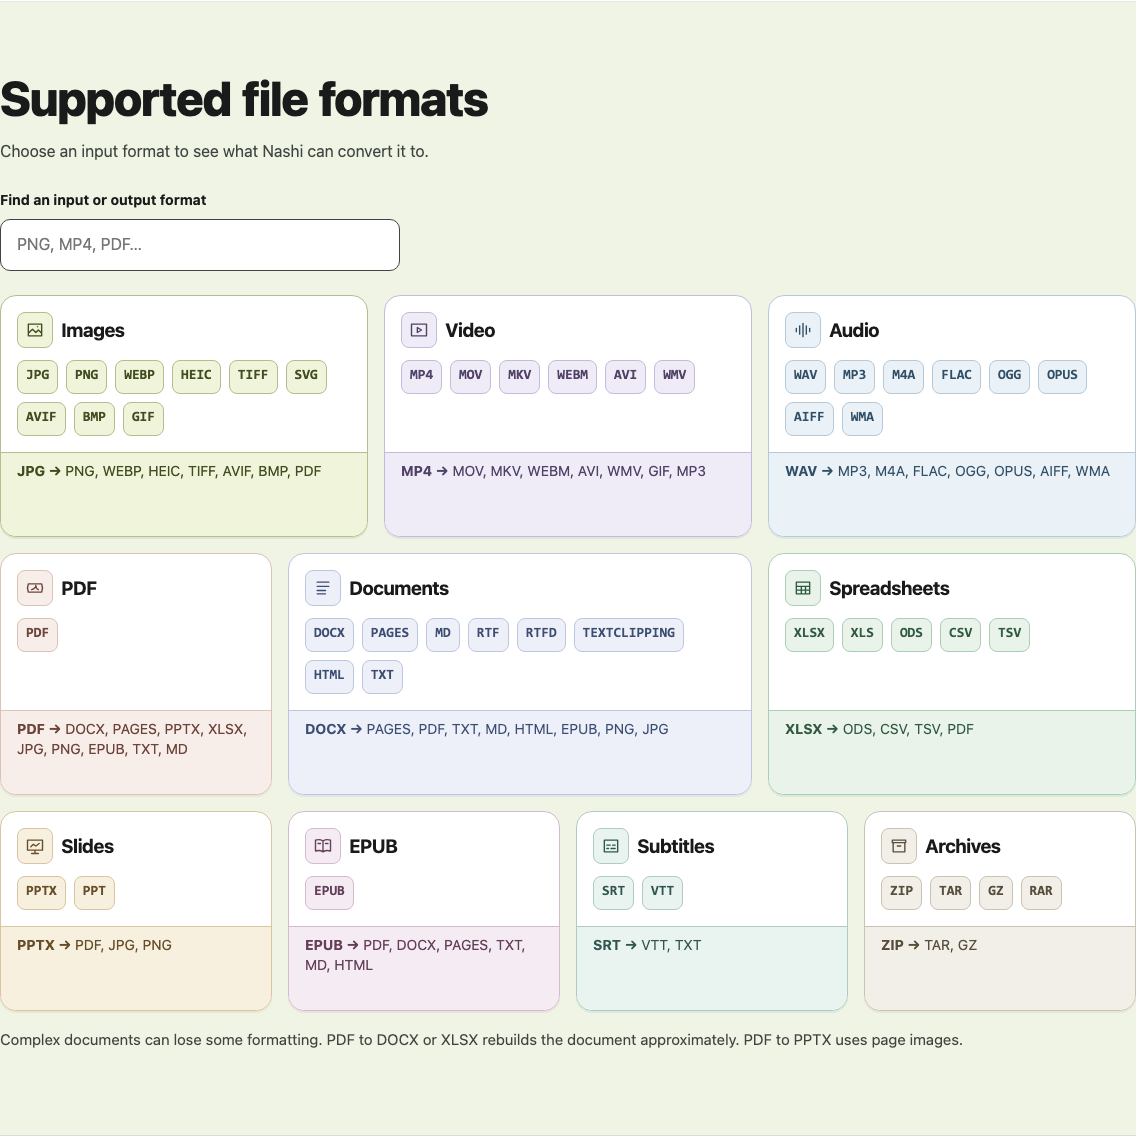 Supported file formats
Choose an input format to see what Nashi can convert it to.
Find an input or output format
PNG, MP4, PDF...
Images
JPG PNG WEBP HEIC TIFF SVG
AVIF BMP GIF
JPG → PNG, WEBP, HEIC, TIFF, AVIF, BMP, PDF
Video
MP4 MOV MKV WEBM AVI WMV
MP4 → MOV, MKV, WEBM, AVI, WMV, GIF, MP3
Audio
WAV MP3 M4A FLAC OGG OPUS
AIFF WMA
WAV → MP3, M4A, FLAC, OGG, OPUS, AIFF, WMA
PDF
PDF
PDF → DOCX, PAGES, PPTX, XLSX,
JPG, PNG, EPUB, TXT, MD
Documents
DOCX PAGES MD RTF RTFD TEXTCLIPPING
HTML TXT
DOCX → PAGES, PDF, TXT, MD, HTML, EPUB, PNG, JPG
Spreadsheets
XLSX XLS ODS CSV TSV
XLSX → ODS, CSV, TSV, PDF
Slides
PPTX PPT
PPTX → PDF, JPG, PNG
EPUB
EPUB
EPUB → PDF, DOCX, PAGES, TXT,
MD, HTML
Subtitles
SRT VTT
SRT → VTT, TXT
Archives
ZIP TAR GZ RAR
ZIP → TAR, GZ
Complex documents can lose some formatting. PDF to DOCX or XLSX rebuilds the document approximately. PDF to PPTX uses page images.